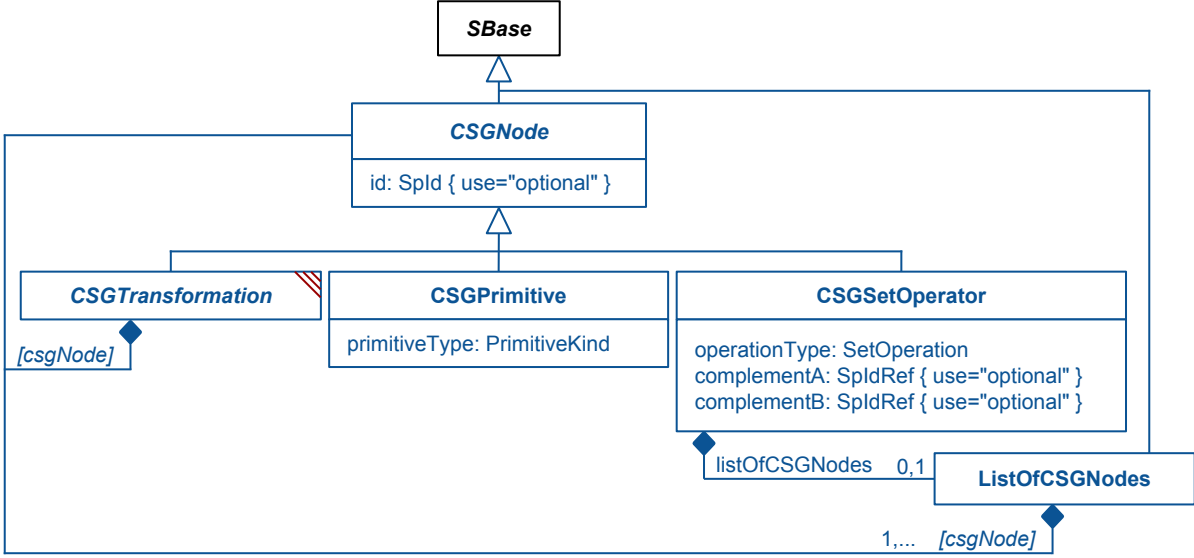 SBase
CSGNode
id: SpId { use="optional" }
CSGTransformation
CSGPrimitive
CSGSetOperator
primitiveType: PrimitiveKind
operationType: SetOperation
complementA: SpIdRef { use="optional" }
complementB: SpIdRef { use="optional" }
[csgNode]
listOfCSGNodes 0,1
ListOfCSGNodes
1,... [csgNode]